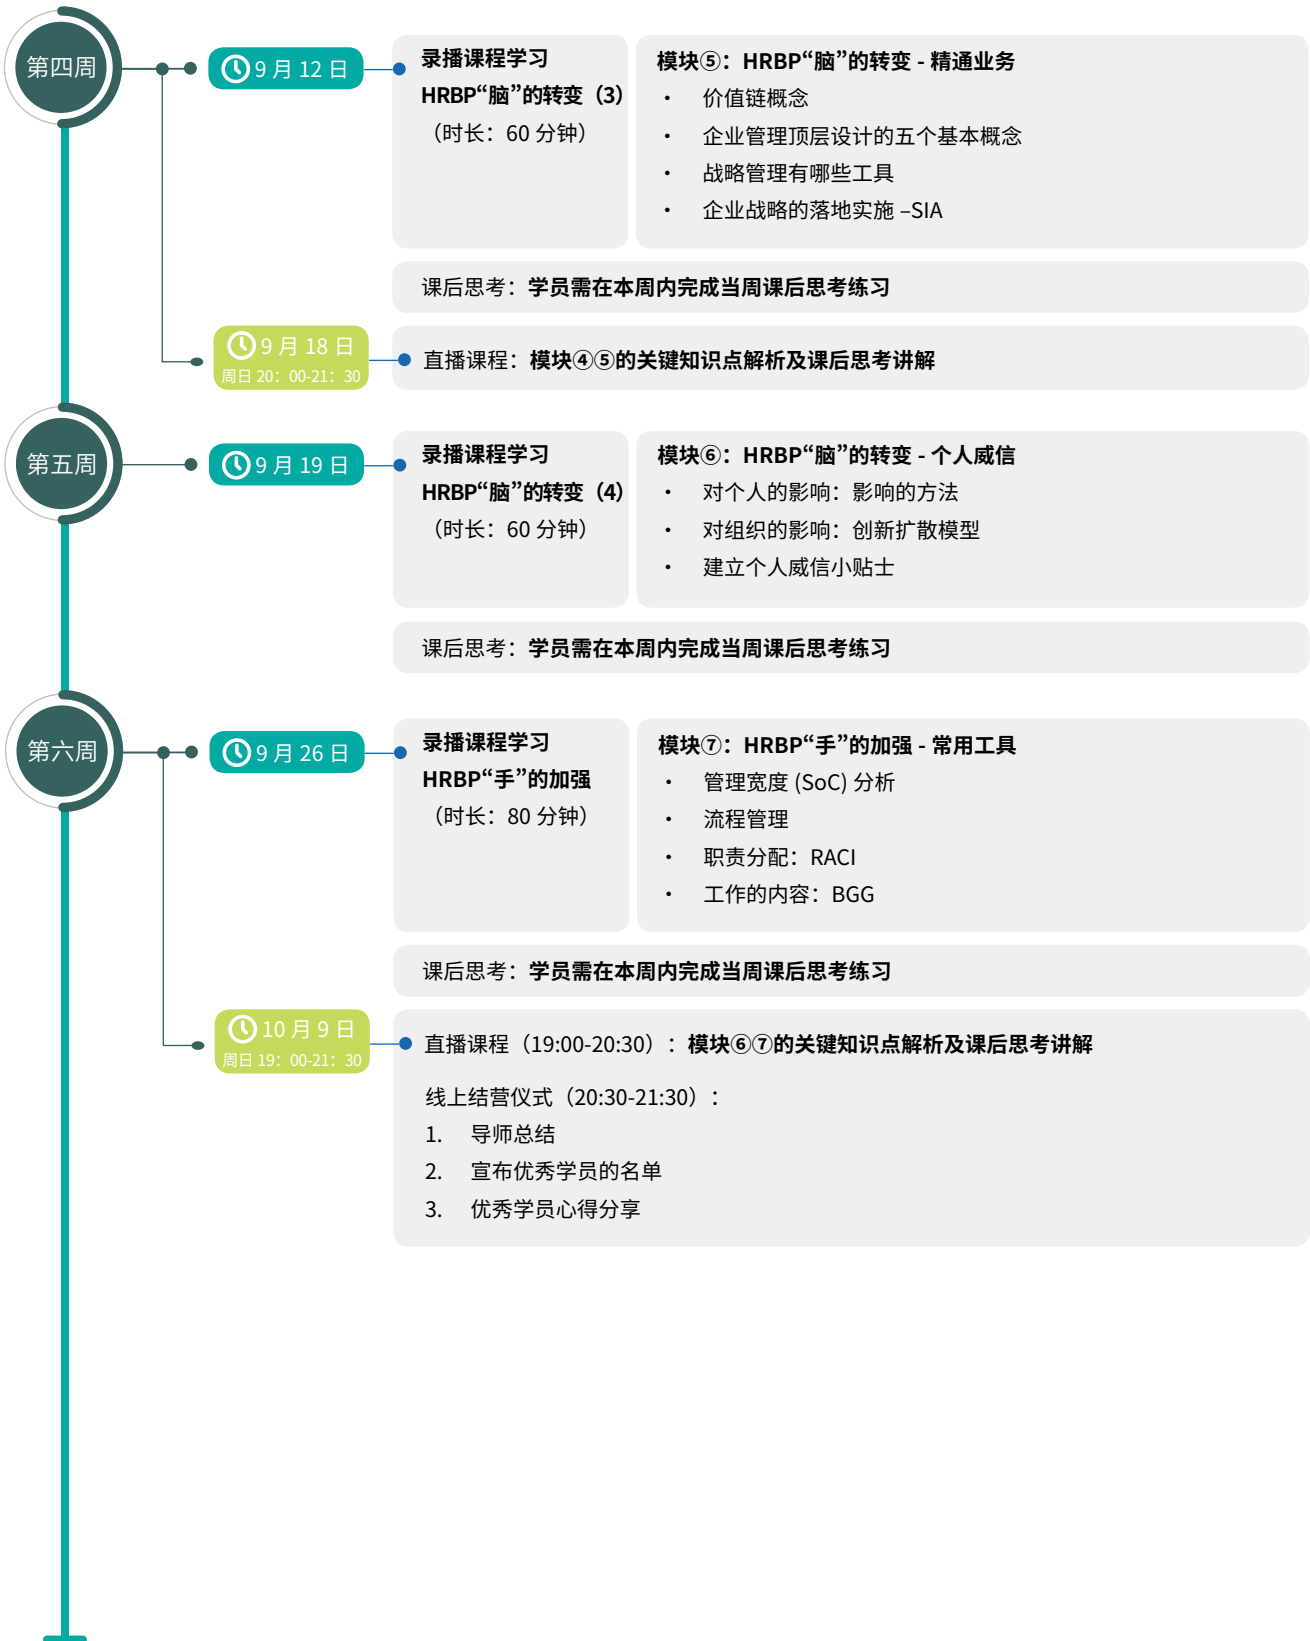 第四周
9 月 12 日
录播课程学习
HRBP“脑”的转变（3）
（时长：60 分钟）
模块⑤：HRBP“脑”的转变 - 精通业务
· 价值链概念
· 企业管理顶层设计的五个基本概念
· 战略管理有哪些工具
· 企业战略的落地实施 –SIA
课后思考：学员需在本周内完成当周课后思考练习
9 月 18 日
周日 20：00-21：30
直播课程：模块④⑤的关键知识点解析及课后思考讲解
第五周
9 月 19 日
录播课程学习
HRBP“脑”的转变（4）
（时长：60 分钟）
模块⑥：HRBP“脑”的转变 - 个人威信
· 对个人的影响：影响的方法
· 对组织的影响：创新扩散模型
· 建立个人威信小贴士
课后思考：学员需在本周内完成当周课后思考练习
第六周
9 月 26 日
录播课程学习
HRBP“手”的加强
（时长：80 分钟）
模块⑦：HRBP“手”的加强 - 常用工具
· 管理宽度 (SoC) 分析
· 流程管理
· 职责分配：RACI
· 工作的内容：BGG
课后思考：学员需在本周内完成当周课后思考练习
10 月 9 日
周日 19：00-21：30
直播课程（19:00-20:30）：模块⑥⑦的关键知识点解析及课后思考讲解
线上结营仪式（20:30-21:30）：
1. 导师总结
2. 宣布优秀学员的名单
3. 优秀学员心得分享